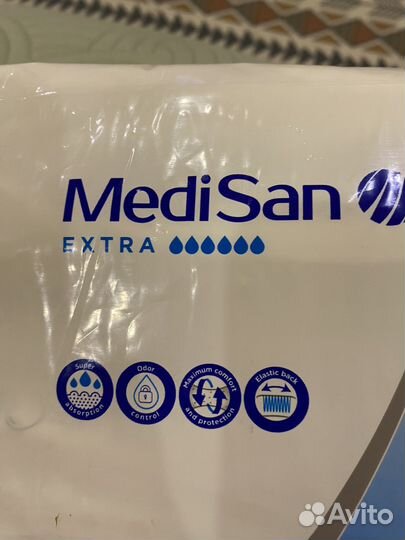 MediSan
EXTRA
Super absorption
Odor control
Maximum comfort and protection
Elastic back
Avito